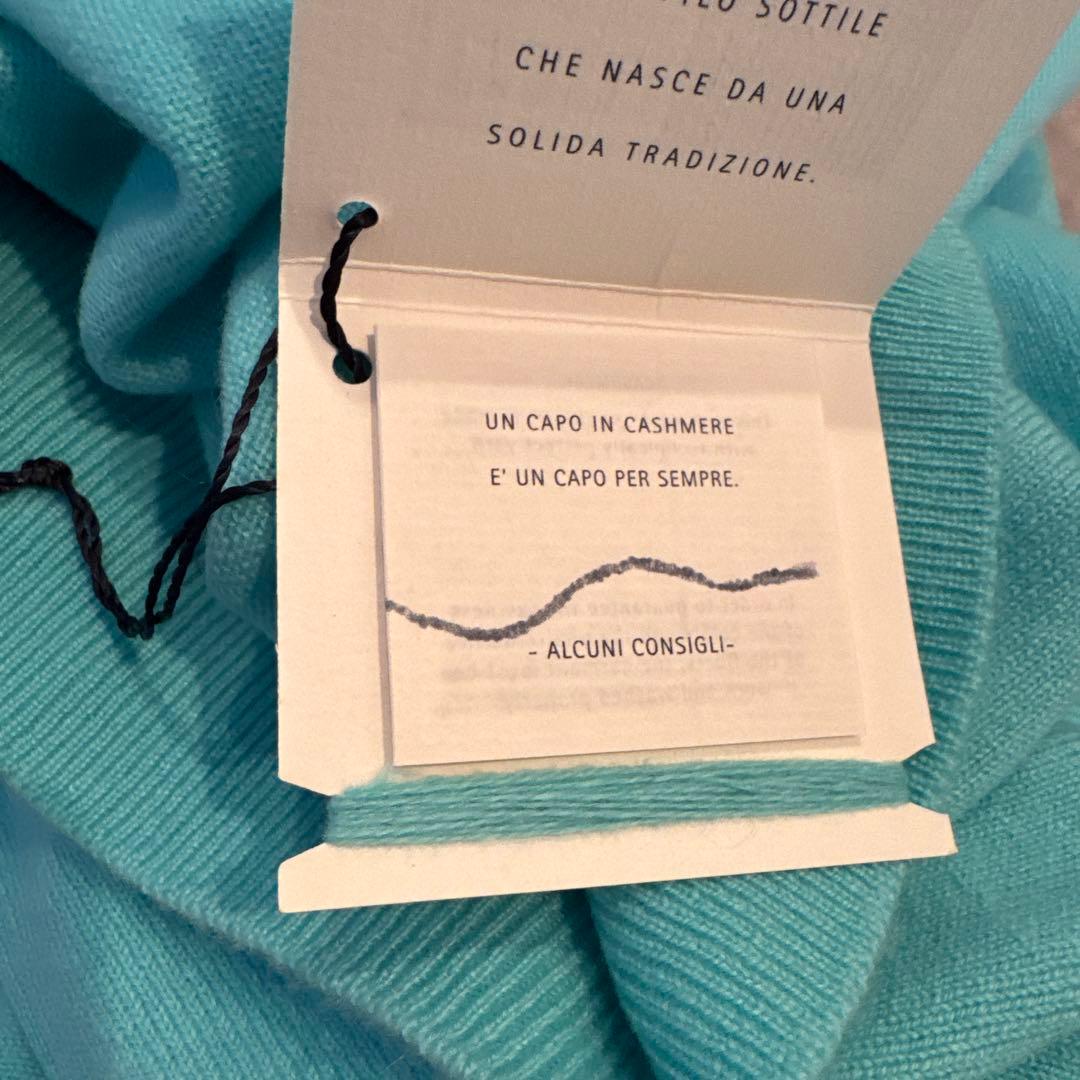 SOTTILE
CHE NASCE DA UNA
SOLIDA TRADIZIONE.
UN CAPO IN CASHMERE
E' UN CAPO PER SEMPRE.
- ALCUNI CONSIGLI-